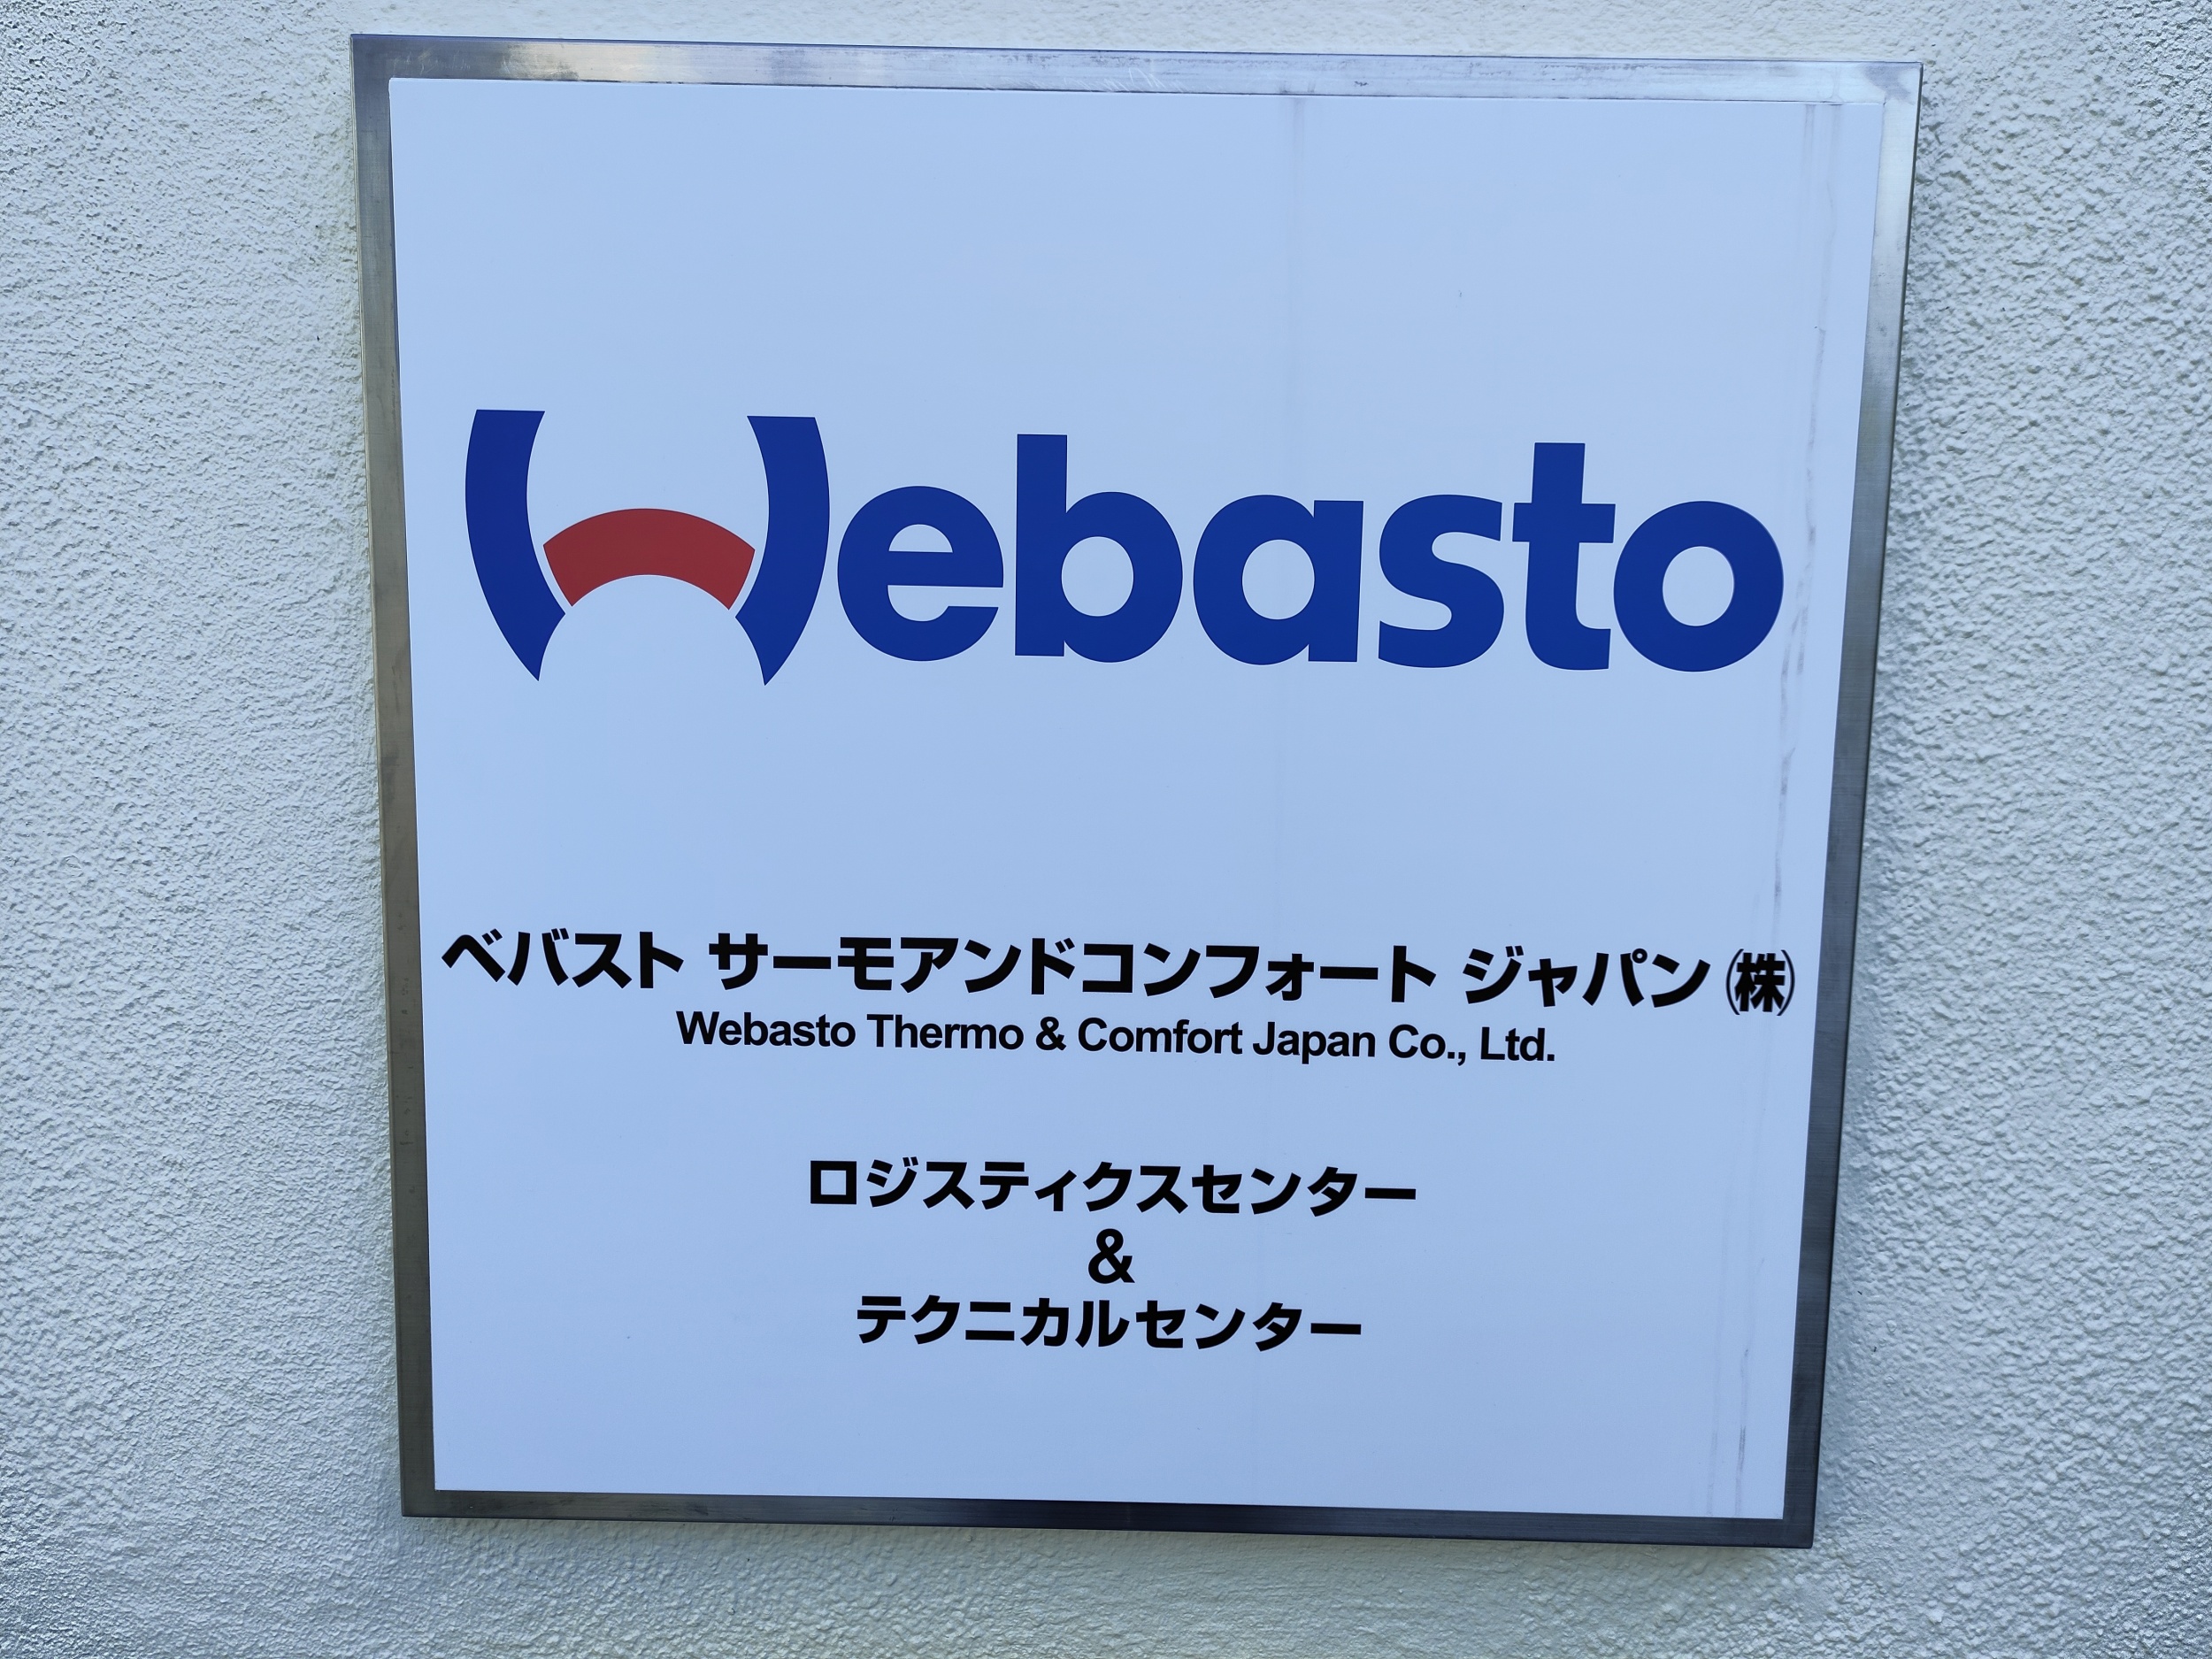 Webasto
ベバスト サーモアンドコンフォート ジャパン㈱
Webasto Thermo & Comfort Japan Co., Ltd.
ロジスティクスセンター
&
テクニカルセンター